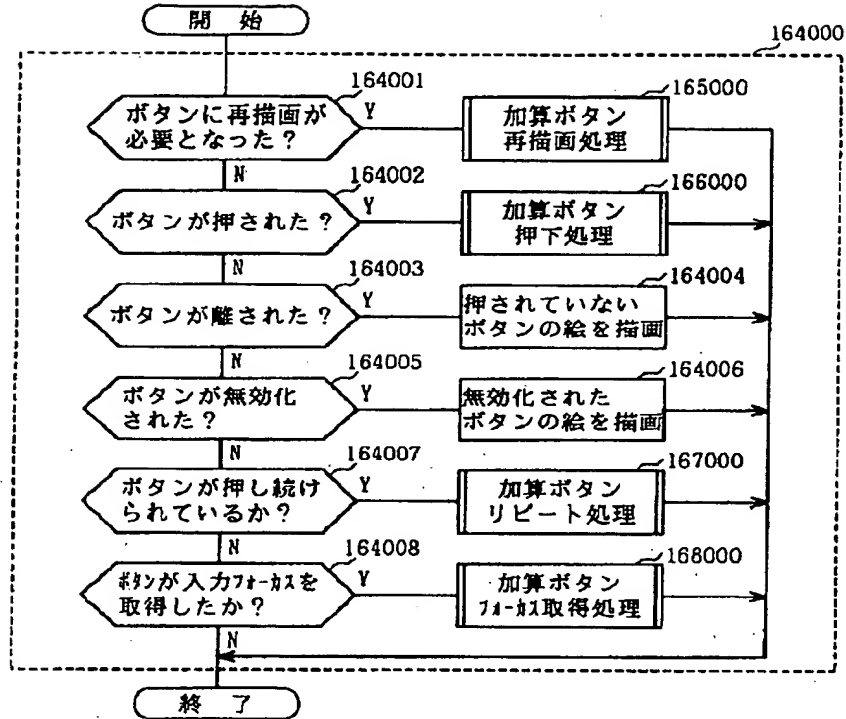 開 始
164000
164001
ボタンに再描画が
必要となった?
Y
165000
加算ボタン
再描画処理
N
164002
ボタンが押された?
Y
166000
加算ボタン
押下処理
N
164003
ボタンが離された?
Y
164004
押されていない
ボタンの絵を描画
N
164005
ボタンが無効化
された?
Y
164006
無効化された
ボタンの絵を描画
N
164007
ボタンが押し続け
られているか?
Y
167000
加算ボタン
リピート処理
N
164008
ボタンが入力フォーカスを
取得したか?
Y
168000
加算ボタン
フォーカス取得処理
N
終 了